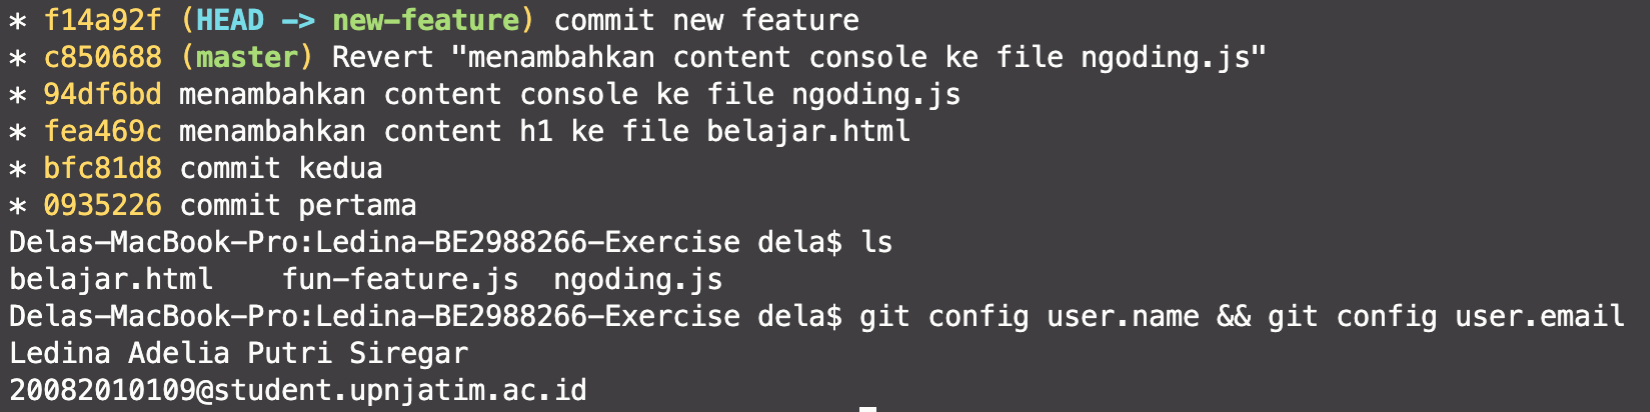 * f14a92f (HEAD -> new-feature) commit new feature
* c850688 (master) Revert "menambahkan content console ke file ngoding.js"
* 94df6bd menambahkan content console ke file ngoding.js
* fea469c menambahkan content h1 ke file belajar.html
* bfc81d8 commit kedua
* 0935226 commit pertama
Delas-MacBook-Pro:Ledina-BE2988266-Exercise dela$ ls
belajar.html    fun-feature.js  ngoding.js
Delas-MacBook-Pro:Ledina-BE2988266-Exercise dela$ git config user.name && git config user.email
Ledina Adelia Putri Siregar
20082010109@student.upnjatim.ac.id